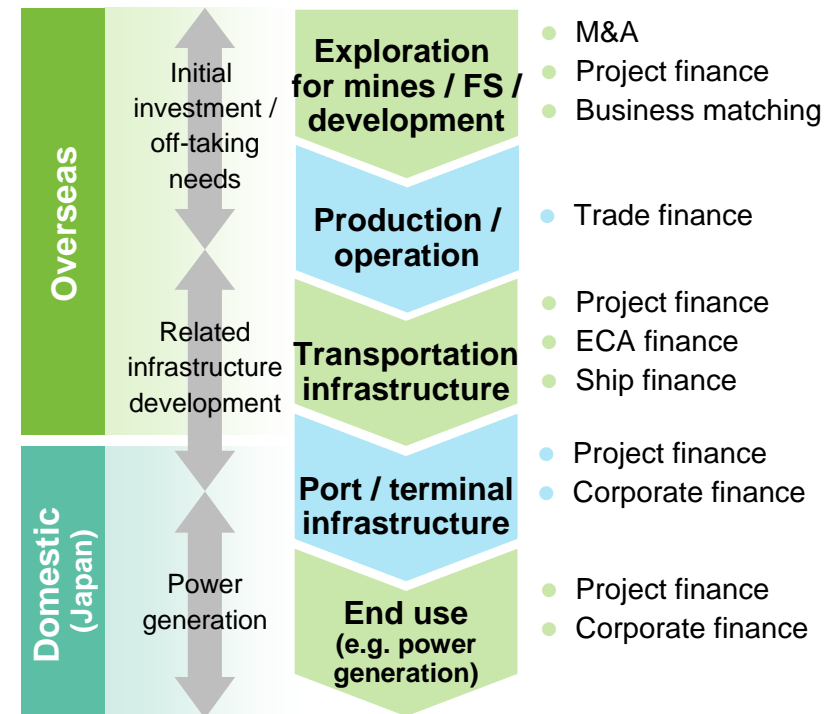 Overseas
Domestic
(Japan)
Initial
investment /
off-taking
needs
Related
infrastructure
development
Power
generation
Exploration
for mines / FS /
development
M&A
Project finance
Business matching
Production /
operation
Trade finance
Transportation
infrastructure
Project finance
ECA finance
Ship finance
Port / terminal
infrastructure
Project finance
Corporate finance
End use
(e.g. power
generation)
Project finance
Corporate finance